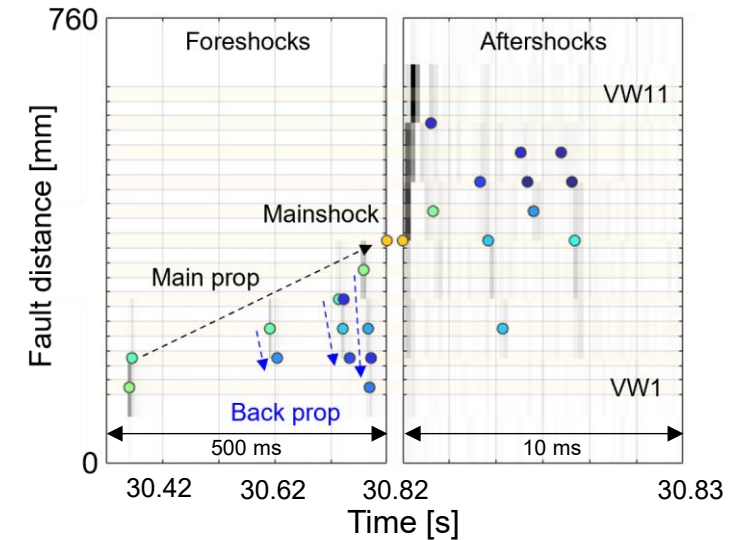 760
Foreshocks
Aftershocks
VW11
Mainshock
Main prop
VW1
Back prop
500 ms
10 ms
0
30.42
30.62
30.82
30.83
Time [s]
Fault distance [mm]